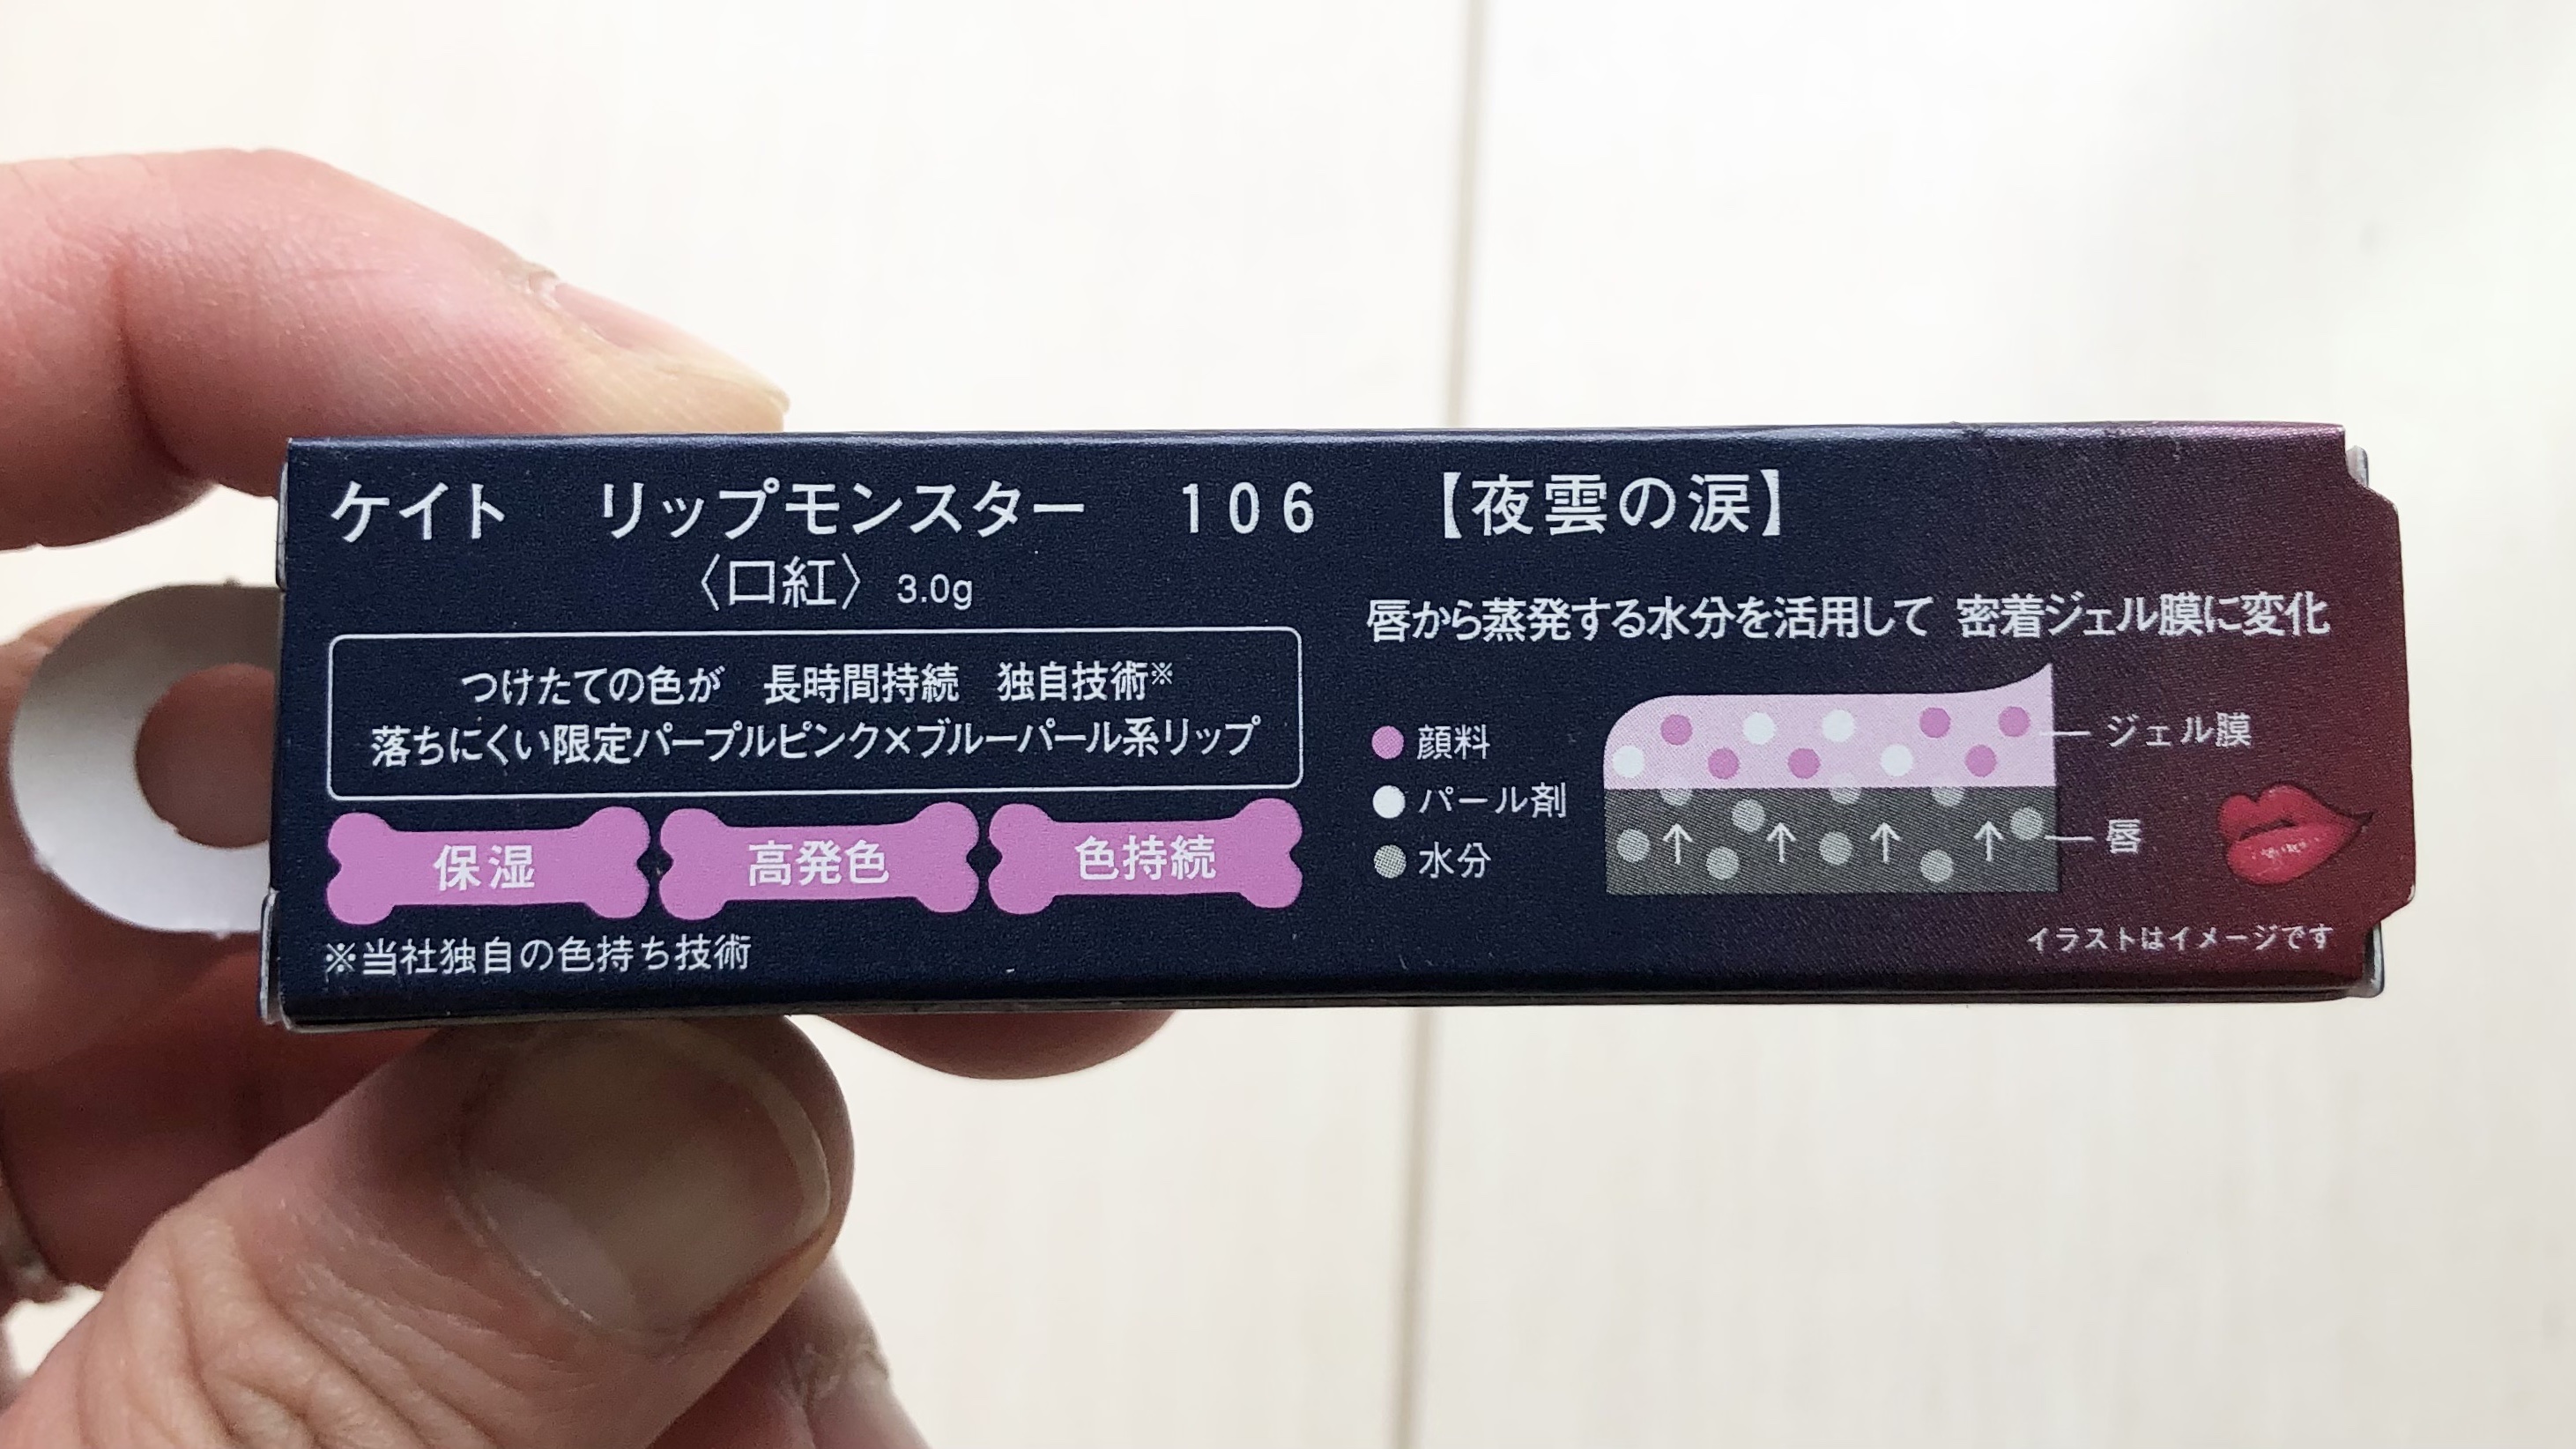 ケイト　リップモンスター　106　【夜雲の涙】
〈口紅〉3.0g
つけたての色が　長時間持続　独自技術※
落ちにくい限定パープルピンク×ブルーパール系リップ
保湿　高発色　色持続
※当社独自の色持ち技術
唇から蒸発する水分を活用して 密着ジェル膜に変化
顔料
パール剤
水分
ジェル膜
唇
イラストはイメージです